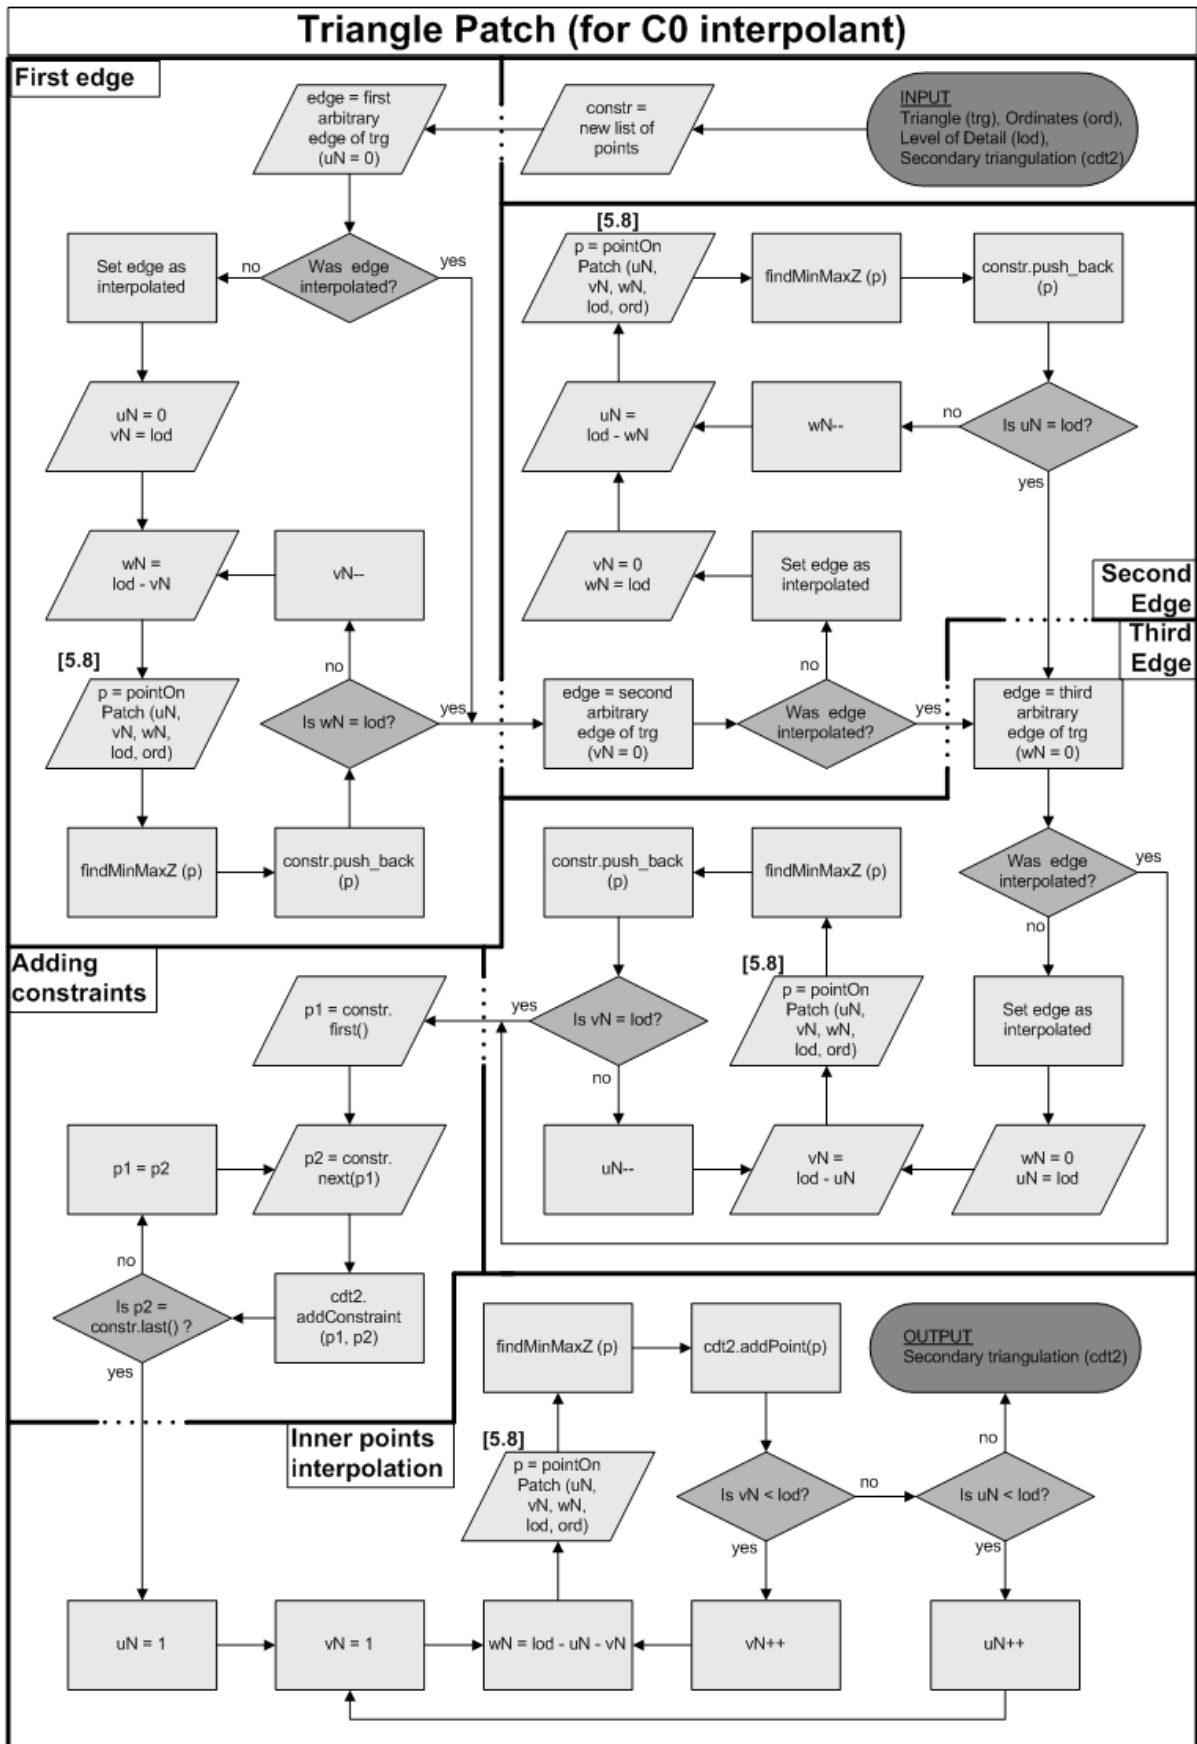 Triangle Patch (for C0 interpolant)
First edge
edge = first
arbitrary
edge of trg
(uN = 0)
constr =
new list of
points
INPUT
Triangle (trg), Ordinates (ord),
Level of Detail (lod),
Secondary triangulation (cdt2)
Was edge
interpolated?
no
yes
Set edge as
interpolated
uN = 0
vN = lod
wN =
lod - vN
vN--
[5.8]
p = pointOn
Patch (uN,
vN, wN,
lod, ord)
no
Is wN = lod?
yes
findMinMaxZ (p)
constr.push_back
(p)
[5.8]
p = pointOn
Patch (uN,
vN, wN,
lod, ord)
findMinMaxZ (p)
constr.push_back
(p)
uN =
lod - wN
wN--
no
Is uN = lod?
yes
vN = 0
wN = lod
Set edge as
interpolated
Second
Edge
no
edge = second
arbitrary
edge of trg
(vN = 0)
Was edge
interpolated?
yes
Third
Edge
edge = third
arbitrary
edge of trg
(wN = 0)
Was edge
interpolated?
yes
no
Set edge as
interpolated
wN = 0
uN = lod
vN =
lod - uN
[5.8]
p = pointOn
Patch (uN,
vN, wN,
lod, ord)
findMinMaxZ (p)
constr.push_back
(p)
yes
Is vN = lod?
no
uN--
Adding
constraints
p1 = constr.
first()
p1 = p2
p2 = constr.
next(p1)
no
Is p2 =
constr.last() ?
yes
cdt2.
addConstraint
(p1, p2)
Inner points
interpolation
findMinMaxZ (p)
cdt2.addPoint(p)
OUTPUT
Secondary triangulation (cdt2)
[5.8]
p = pointOn
Patch (uN,
vN, wN,
lod, ord)
Is vN < lod?
no
yes
Is uN < lod?
no
yes
uN = 1
vN = 1
wN = lod - uN - vN
vN++
uN++